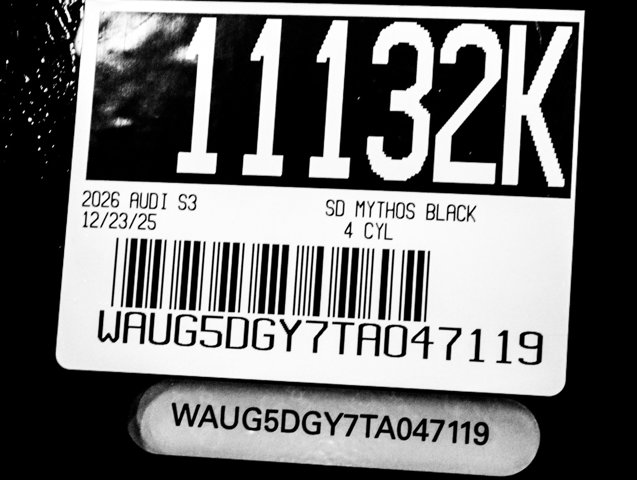 11132K
2026 AUDI S3
SD MYTHOS BLACK
12/23/25
4 CYL
WAUG5DGY7TA047119
WAUG5DGY7TA047119